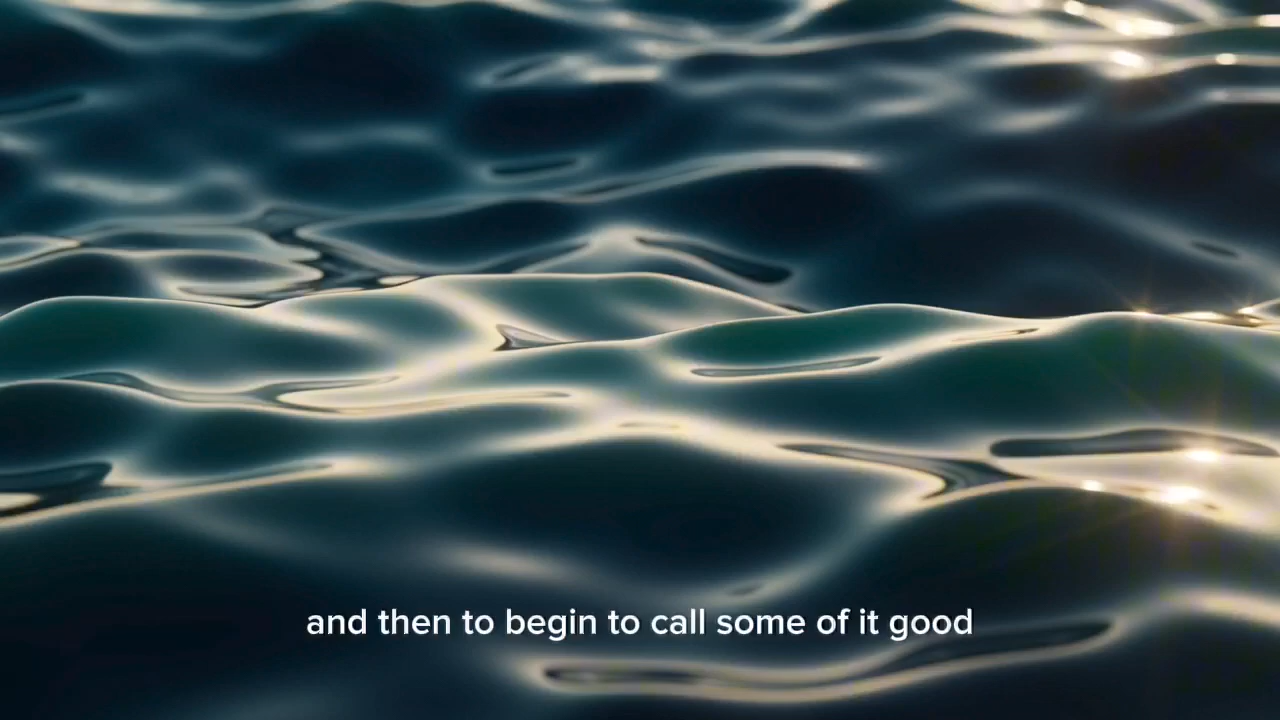 and then to begin to call some of it good